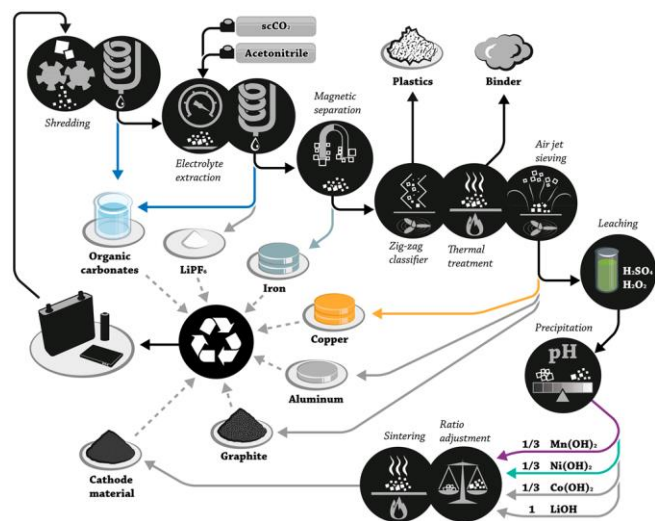 scCO₂
Acetonitrile
Shredding
Electrolyte
extraction
Magnetic
separation
Plastics
Binder
Air jet
sieving
Zig-zag
classifier
Thermal
treatment
Leaching
H₂SO₄
H₂O₂
Organic
carbonates
LiPF₆
Iron
Copper
Aluminum
Graphite
Cathode
material
Precipitation
pH
Sintering
Ratio
adjustment
1/3 Mn(OH)₂
1/3 Ni(OH)₂
1/3 Co(OH)₂
1 LiOH